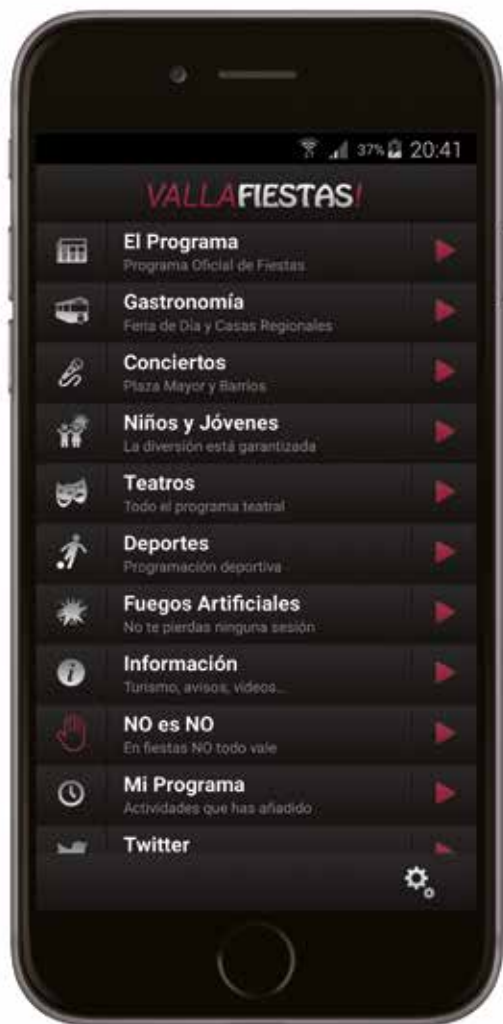 37% 20:41
VALLAFIESTAS!
El Programa
Programa Oficial de Fiestas
Gastronomía
Feria de Día y Casas Regionales
Conciertos
Plaza Mayor y Barrios
Niños y Jóvenes
La diversión está garantizada
Teatros
Todo el programa teatral
Deportes
Programación deportiva
Fuegos Artificiales
No te pierdas ninguna sesión
Información
Turismo, avisos, vídeos...
NO es NO
En fiestas NO todo vale
Mi Programa
Actividades que has añadido
Twitter